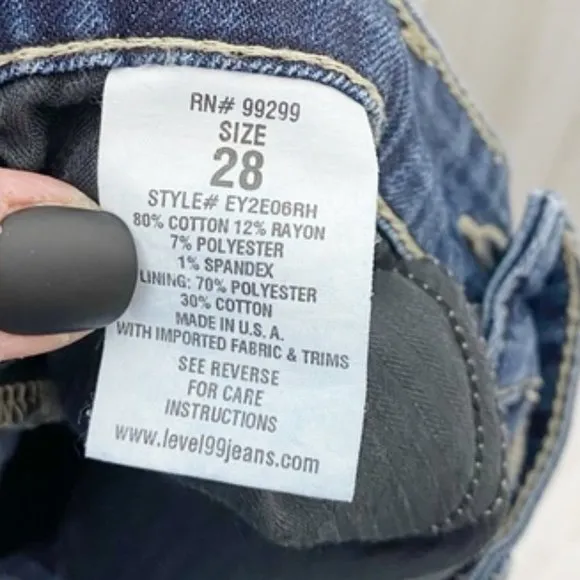 RN# 99299
SIZE
28
STYLE# EY2E06RH
80% COTTON 12% RAYON
7% POLYESTER
1% SPANDEX
LINING: 70% POLYESTER
30% COTTON
MADE IN U.S.A.
WITH IMPORTED FABRIC & TRIMS
SEE REVERSE
FOR CARE
INSTRUCTIONS
www.level99jeans.com